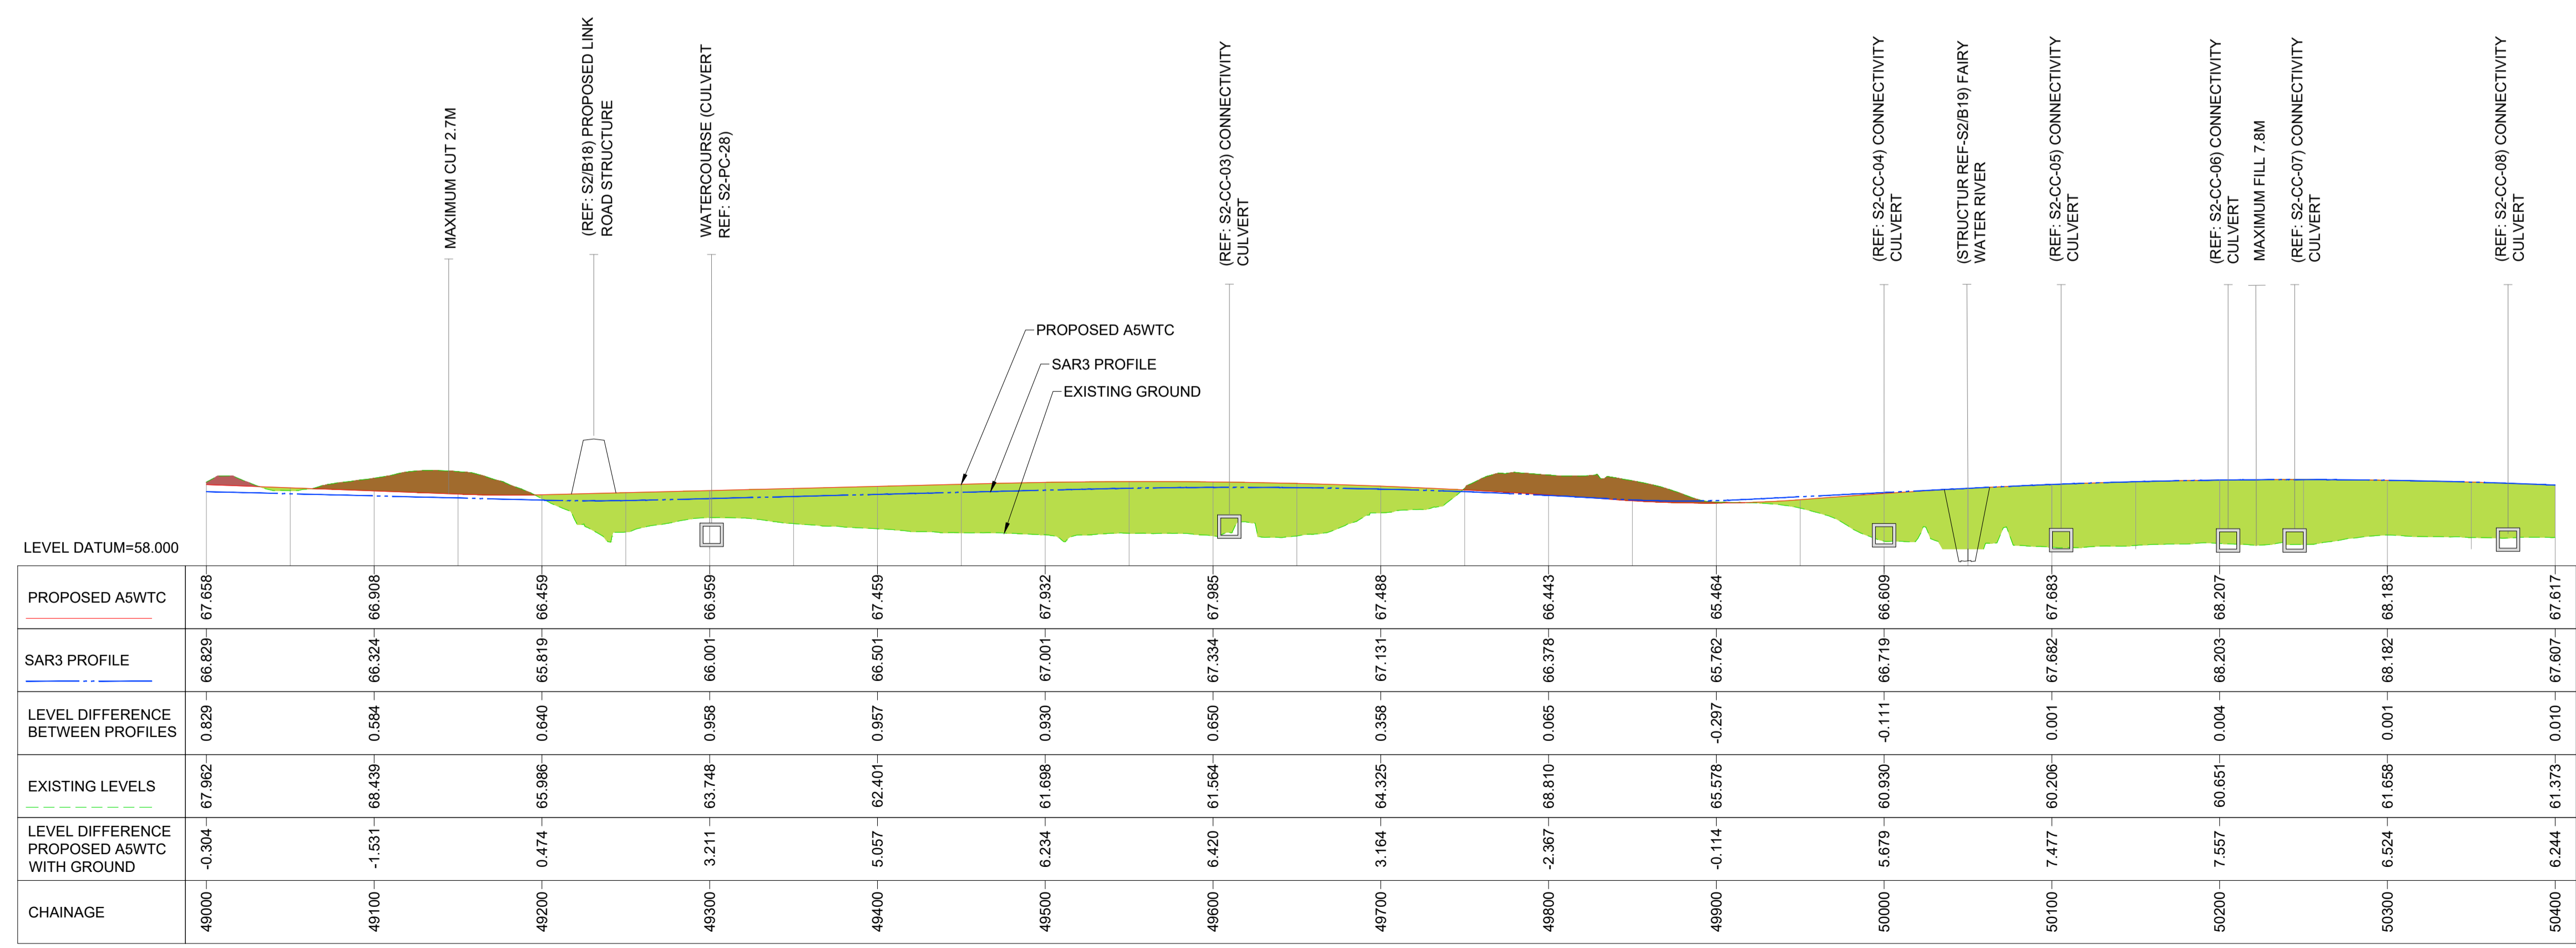 MAXIMUM CUT 2.7M
(REF: S2/B18) PROPOSED LINK
ROAD STRUCTURE
WATERCOURSE (CULVERT
REF: S2-PC-28)
(REF: S2-CC-03) CONNECTIVITY
CULVERT
(REF: S2-CC-04) CONNECTIVITY
CULVERT
(STRUCTUR REF-S2/B19) FAIRY
WATER RIVER
(REF: S2-CC-05) CONNECTIVITY
CULVERT
(REF: S2-CC-06) CONNECTIVITY
CULVERT
MAXIMUM FILL 7.8M
(REF: S2-CC-07) CONNECTIVITY
CULVERT
(REF: S2-CC-08) CONNECTIVITY
CULVERT
PROPOSED A5WTC
SAR3 PROFILE
EXISTING GROUND
LEVEL DATUM=58.000
PROPOSED A5WTC
67.658 66.908 66.459 66.959 67.459 67.932 67.985 67.488 66.443 65.464 66.609 67.683 68.207 68.183 67.617
SAR3 PROFILE
66.829 66.324 65.819 66.001 66.501 67.001 67.334 67.131 66.378 65.762 66.719 67.682 68.203 68.182 67.607
LEVEL DIFFERENCE
BETWEEN PROFILES
0.829 0.584 0.640 0.958 0.957 0.930 0.650 0.358 0.065 -0.297 -0.111 0.001 0.004 0.001 0.010
EXISTING LEVELS
67.962 68.439 65.986 63.748 62.401 61.698 61.564 64.325 68.810 65.578 60.930 60.206 60.651 61.658 61.373
LEVEL DIFFERENCE
PROPOSED A5WTC
WITH GROUND
-0.304 -1.531 0.474 3.211 5.057 6.234 6.420 3.164 -2.367 -0.114 5.679 7.477 7.557 6.524 6.244
CHAINAGE
49000 49100 49200 49300 49400 49500 49600 49700 49800 49900 50000 50100 50200 50300 50400